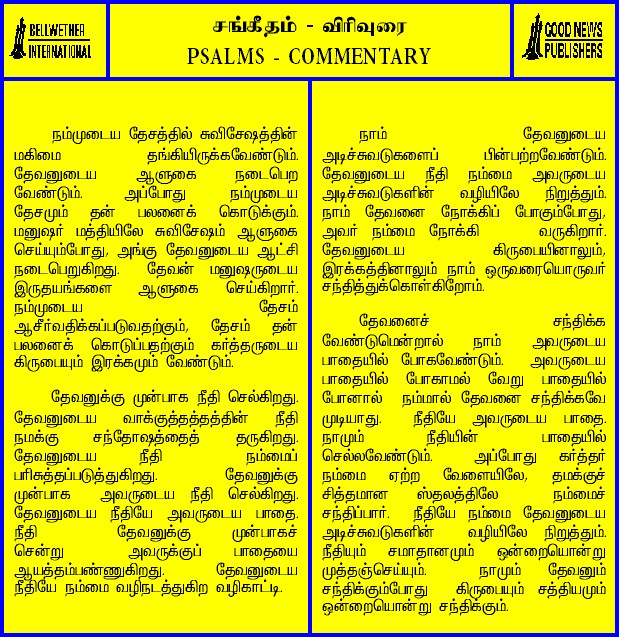 BELLWETHER
INTERNATIONAL
சங்கீதம் - விரிவுரை
PSALMS - COMMENTARY
GOOD NEWS
PUBLISHERS
நம்முடைய தேசத்தில் சுவிசேஷத்தின்
மகிமை தங்கியிருக்கவேண்டும்.
தேவனுடைய ஆளுகை நடைபெற
வேண்டும். அப்போது நம்முடைய
தேசமும் தன் பலனைக் கொடுக்கும்.
மனுஷர் மத்தியிலே சுவிசேஷம் ஆளுகை
செய்யும்போது, அங்கு தேவனுடைய ஆட்சி
நடைபெறுகிறது. தேவன் மனுஷருடைய
இருதயங்களை ஆளுகை செய்கிறார்.
நம்முடைய தேசம்
ஆசீர்வதிக்கப்படுவதற்கும், தேசம் தன்
பலனைக் கொடுப்பதற்கும் கர்த்தருடைய
கிருபையும் இரக்கமும் வேண்டும்.
தேவனுக்கு முன்பாக நீதி செல்கிறது.
தேவனுடைய வாக்குத்தத்தத்தின் நீதி
நமக்கு சந்தோஷத்தைத் தருகிறது.
தேவனுடைய நீதி நம்மைப்
பரிசுத்தப்படுத்துகிறது. தேவனுக்கு
முன்பாக அவருடைய நீதி செல்கிறது.
தேவனுடைய நீதியே அவருடைய பாதை.
நீதி தேவனுக்கு முன்பாகச்
சென்று அவருக்குப் பாதையை
ஆயத்தம்பண்ணுகிறது. தேவனுடைய
நீதியே நம்மை வழிநடத்துகிற வழிகாட்டி.
நாம் தேவனுடைய
அடிச்சுவடுகளைப் பின்பற்றவேண்டும்.
தேவனுடைய நீதி நம்மை அவருடைய
அடிச்சுவடுகளின் வழியிலே நிறுத்தும்.
நாம் தேவனை நோக்கிப் போகும்போது,
அவர் நம்மை நோக்கி வருகிறார்.
தேவனுடைய கிருபையினாலும்,
இரக்கத்தினாலும் நாம் ஒருவரையொருவர்
சந்தித்துக்கொள்கிறோம்.
தேவனைச் சந்திக்க
வேண்டுமென்றால் நாம் அவருடைய
பாதையில் போகவேண்டும். அவருடைய
பாதையில் போகாமல் வேறு பாதையில்
போனால் நம்மால் தேவனை சந்திக்கவே
முடியாது. நீதியே அவருடைய பாதை.
நாமும் நீதியின் பாதையில்
செல்லவேண்டும். அப்போது கர்த்தர்
நம்மை ஏற்ற வேளையிலே, தமக்குச்
சித்தமான ஸ்தலத்திலே நம்மைச்
சந்திப்பார். நீதியே நம்மை தேவனுடைய
அடிச்சுவடுகளின் வழியிலே நிறுத்தும்.
நீதியும் சமாதானமும் ஒன்றையொன்று
முத்தஞ்செய்யும். நாமும் தேவனும்
சந்திக்கும்போது கிருபையும் சத்தியமும்
ஒன்றையொன்று சந்திக்கும்.